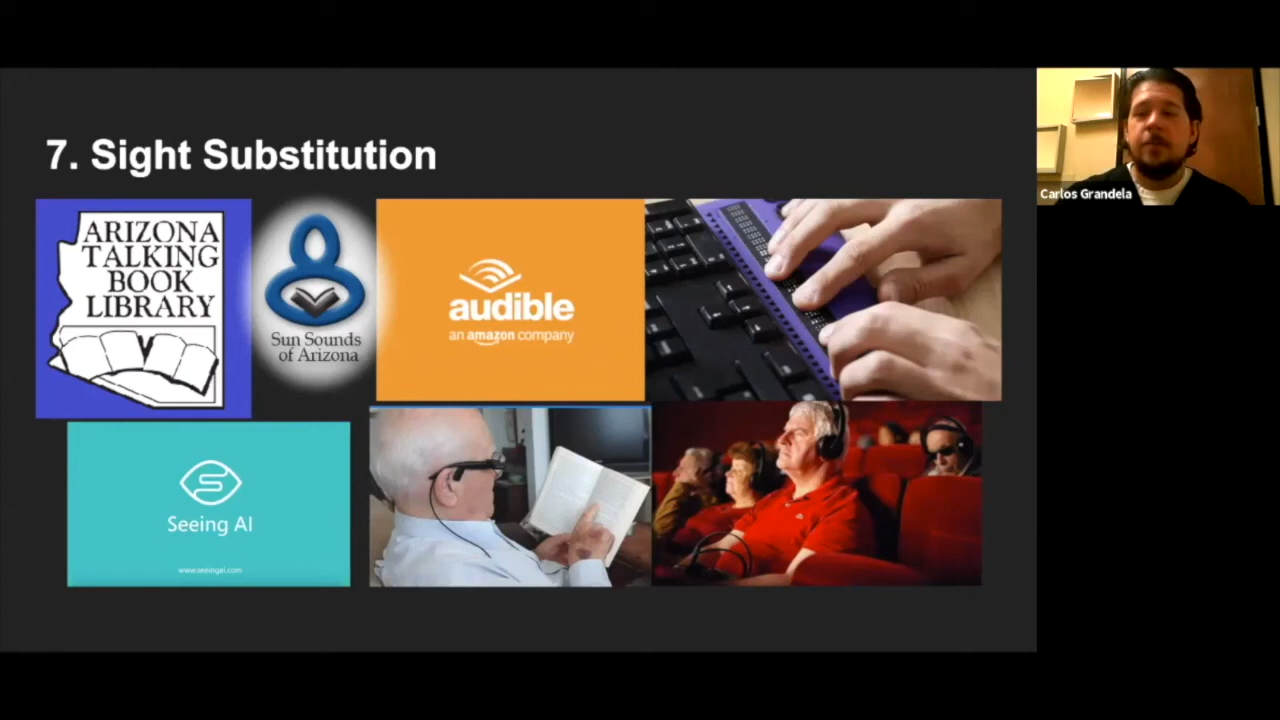 7. Sight Substitution
ARIZONA
TALKING
BOOK
LIBRARY
Sun Sounds
of Arizona
audible
an amazon company
Seeing AI
www.seeingai.com
Carlos Grandela